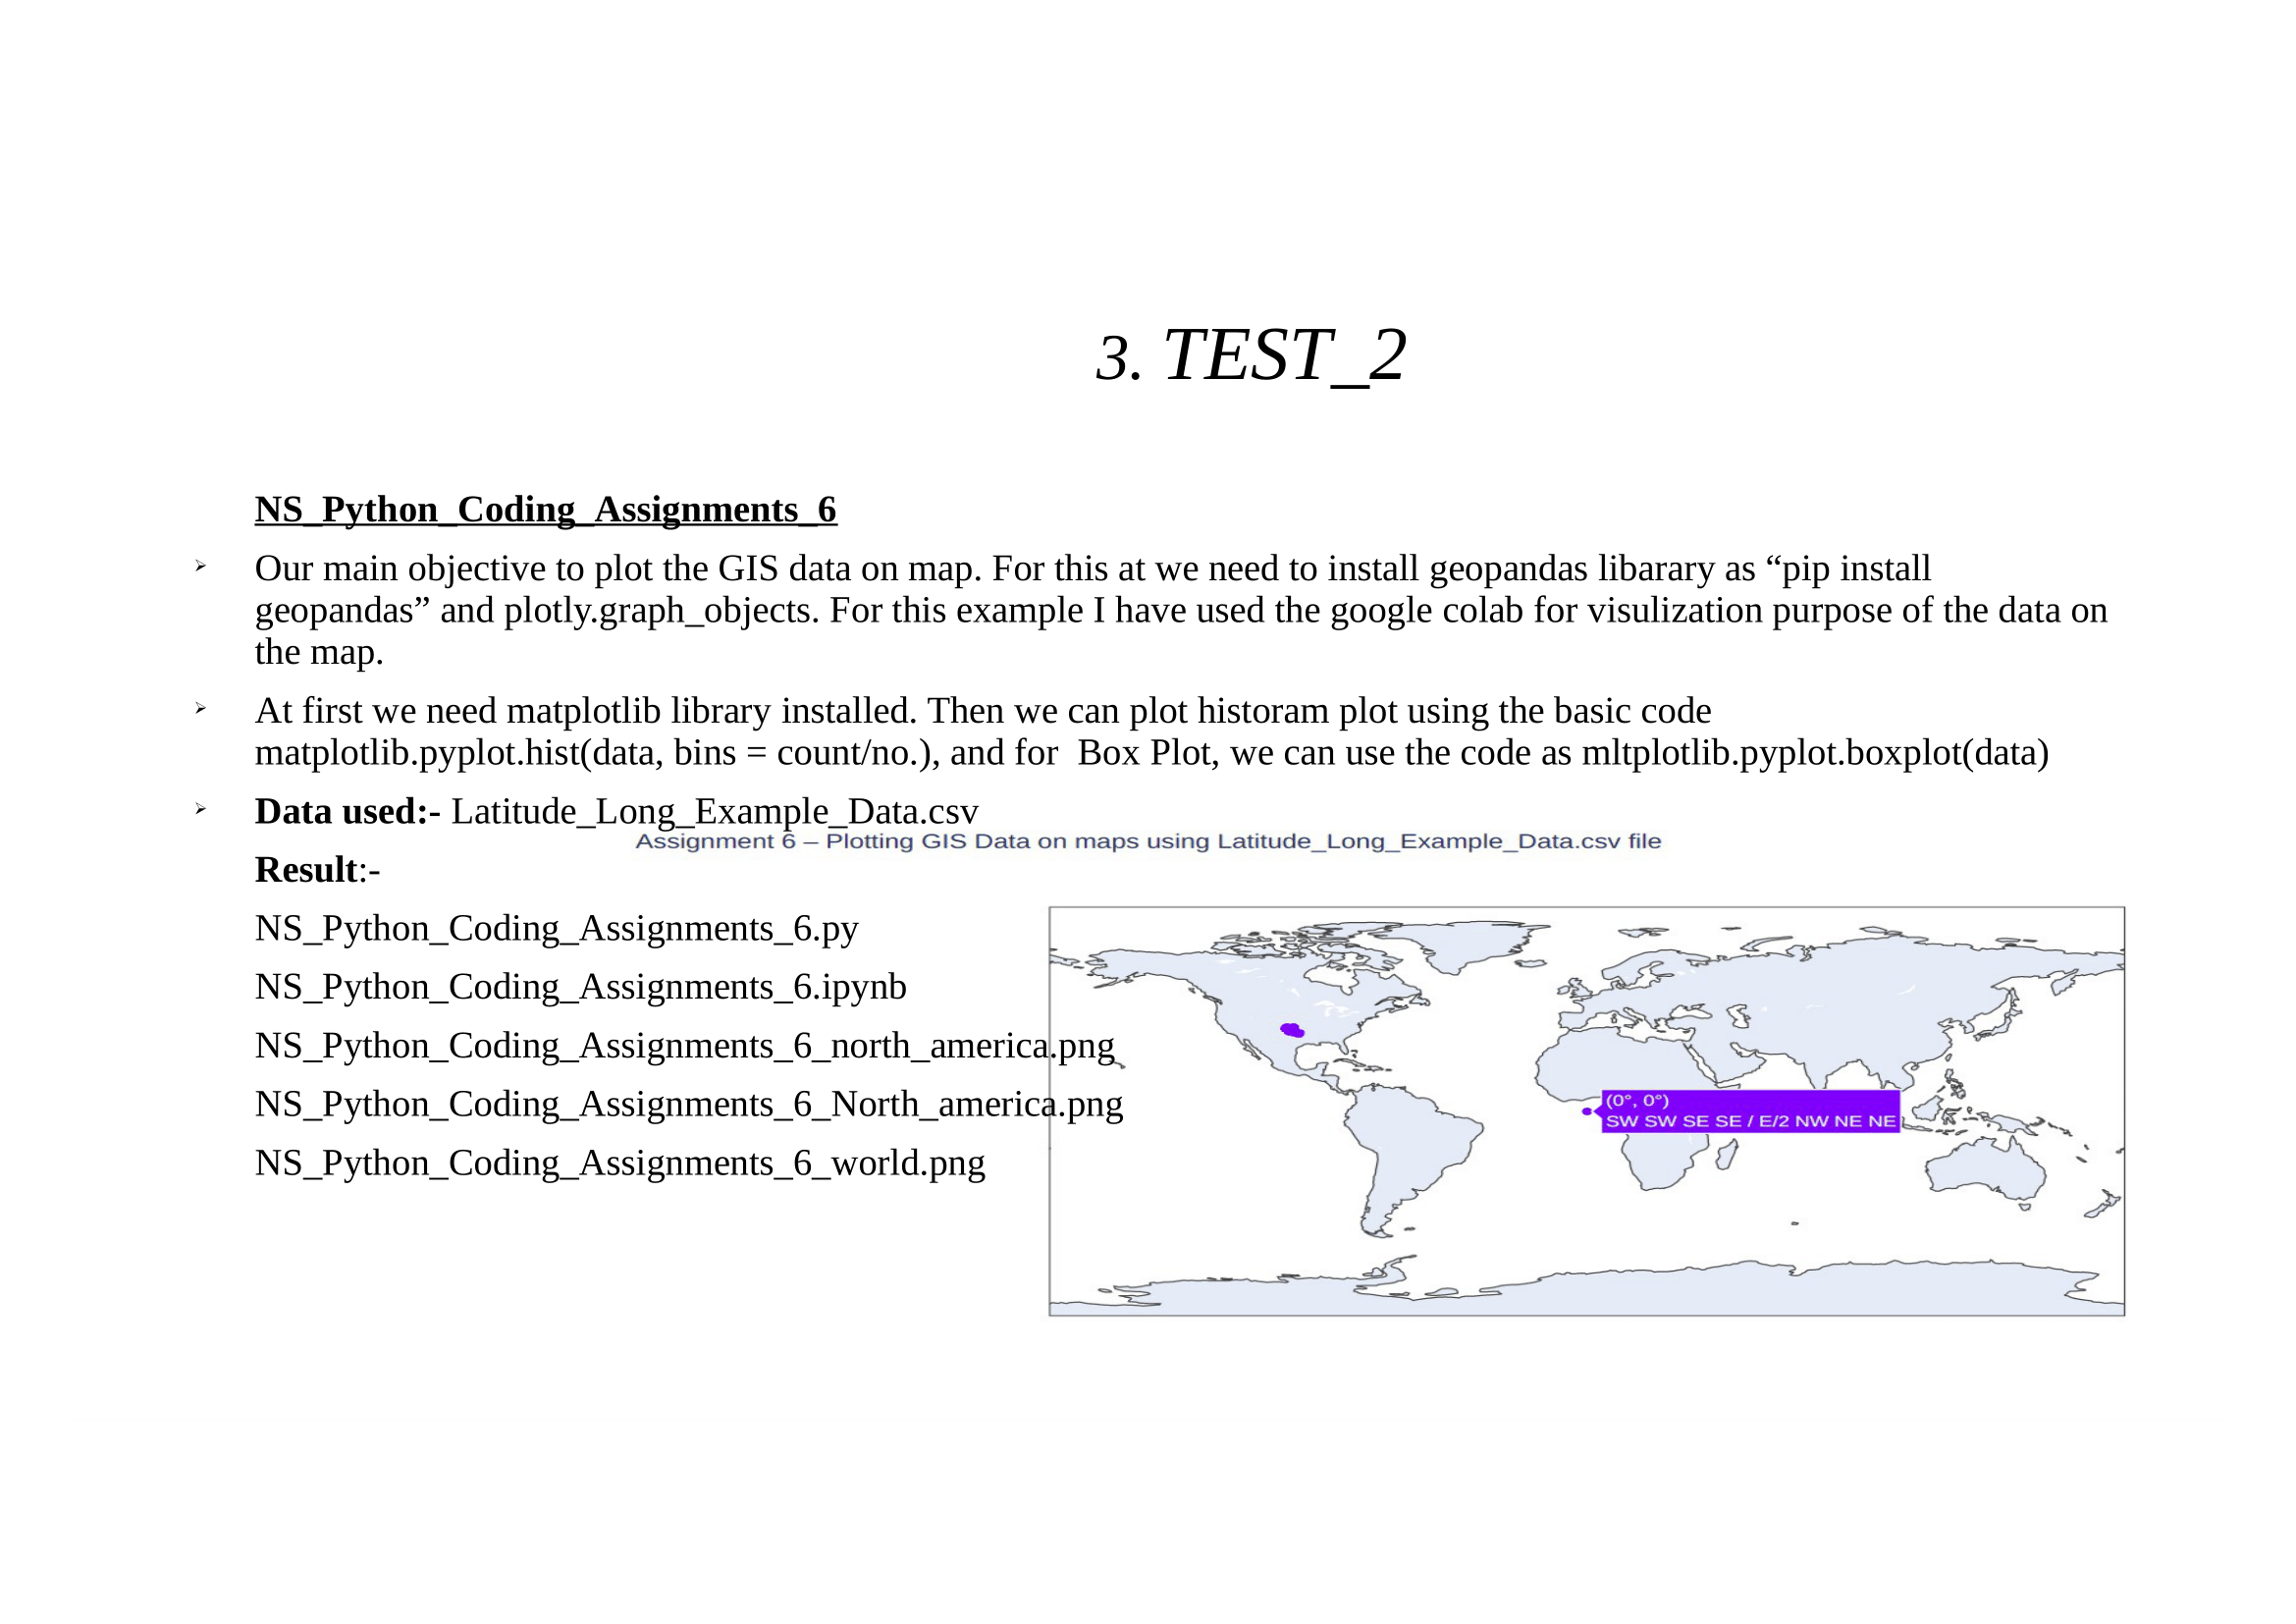 3. TEST_2
NS_Python_Coding_Assignments_6
Our main objective to plot the GIS data on map. For this at we need to install geopandas libarary as “pip install
geopandas” and plotly.graph_objects. For this example I have used the google colab for visulization purpose of the data on
the map.
At first we need matplotlib library installed. Then we can plot historam plot using the basic code
matplotlib.pyplot.hist(data, bins = count/no.), and for  Box Plot, we can use the code as mltplotlib.pyplot.boxplot(data)
Data used:- Latitude_Long_Example_Data.csv
Assignment 6 – Plotting GIS Data on maps using Latitude_Long_Example_Data.csv file
Result:-
NS_Python_Coding_Assignments_6.py
NS_Python_Coding_Assignments_6.ipynb
NS_Python_Coding_Assignments_6_north_america.png
NS_Python_Coding_Assignments_6_North_america.png
NS_Python_Coding_Assignments_6_world.png
(0°, 0°)
SW SW SE SE / E/2 NW NE NE